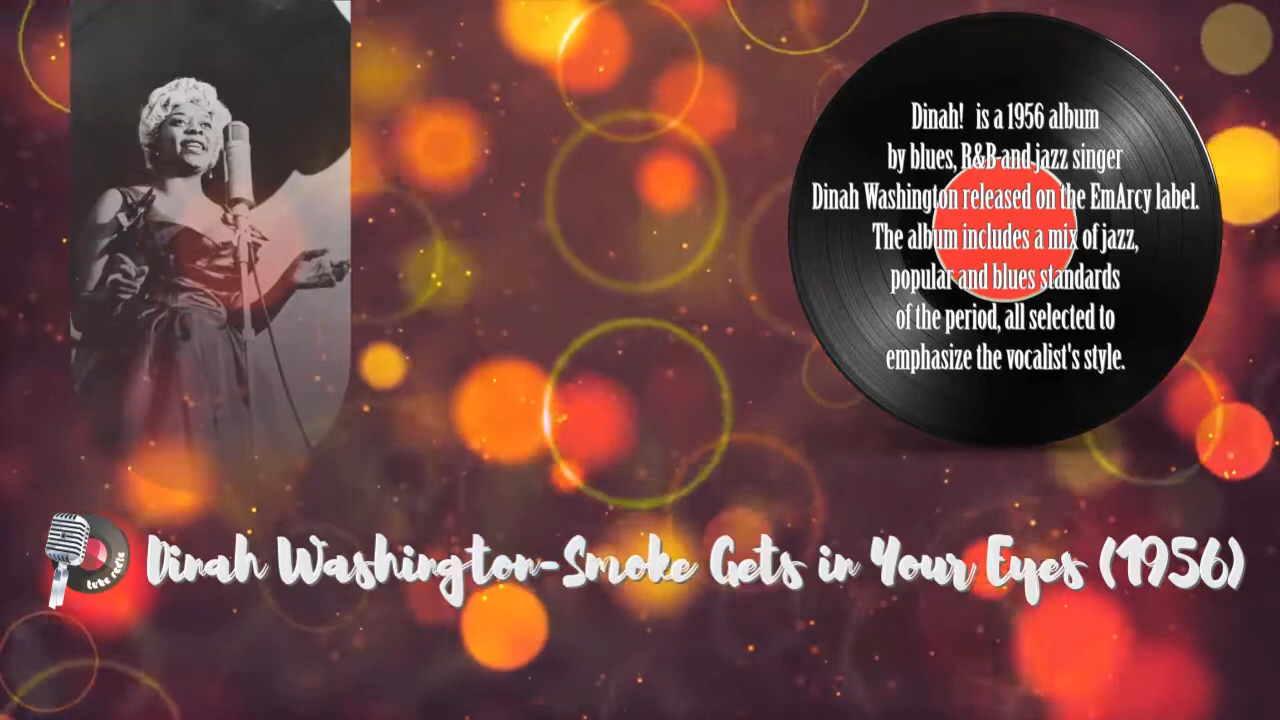 Dinah! is a 1956 album
by blues, R&B and jazz singer
Dinah Washington released on the EmArcy label.
The album includes a mix of jazz,
popular and blues standards
of the period, all selected to
emphasize the vocalist's style.
Dinah Washington-Smoke Gets in Your Eyes (1956)